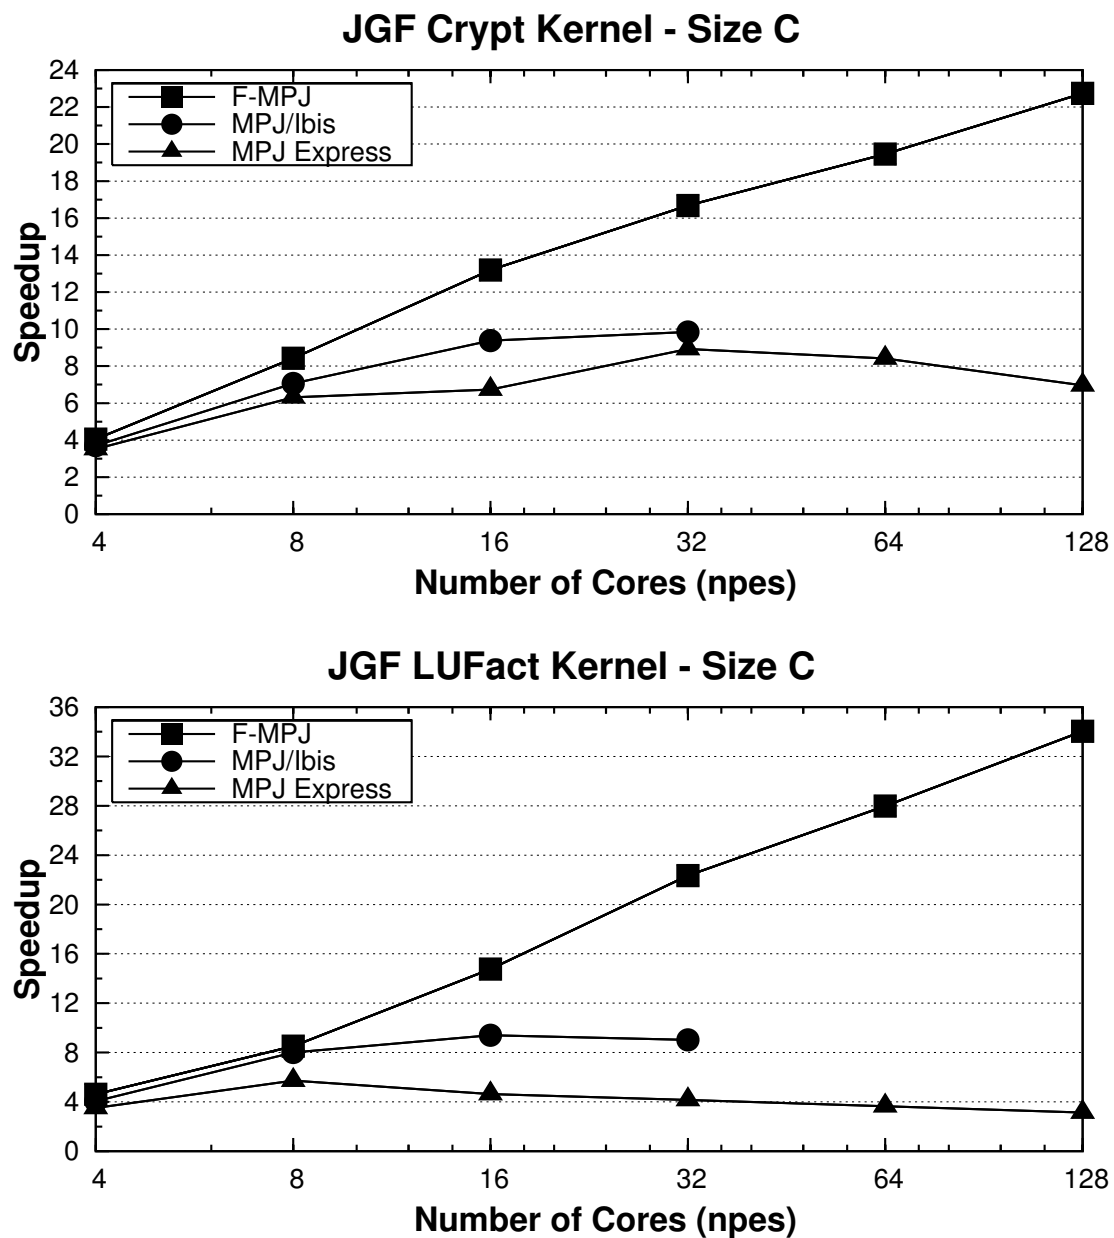 JGF Crypt Kernel - Size C
F-MPJ
MPJ/Ibis
MPJ Express
24
22
20
18
16
14
12
10
8
6
4
2
0
Speedup
4 8 16 32 64 128
Number of Cores (npes)
JGF LUFact Kernel - Size C
F-MPJ
MPJ/Ibis
MPJ Express
36
32
28
24
20
16
12
8
4
0
Speedup
4 8 16 32 64 128
Number of Cores (npes)